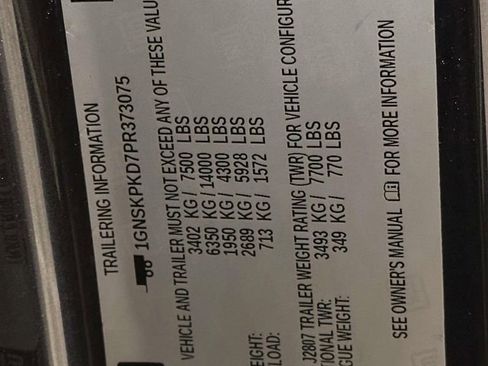 TRAILERING INFORMATION
1GNSKPKD7PR373075
VEHICLE AND TRAILER MUST NOT EXCEED ANY OF THESE VALU
3402 KG / 7500 LBS
6350 KG / 14000 LBS
1950 KG / 4300 LBS
2689 KG / 5928 LBS
EIGHT: 713 KG / 1572 LBS
LOAD:
J2807 TRAILER WEIGHT RATING (TWR) FOR VEHICLE CONFIGUR
3493 KG / 7700 LBS
TIONAL TWR: 349 KG / 770 LBS
GUE WEIGHT:
SEE OWNER'S MANUAL FOR MORE INFORMATION